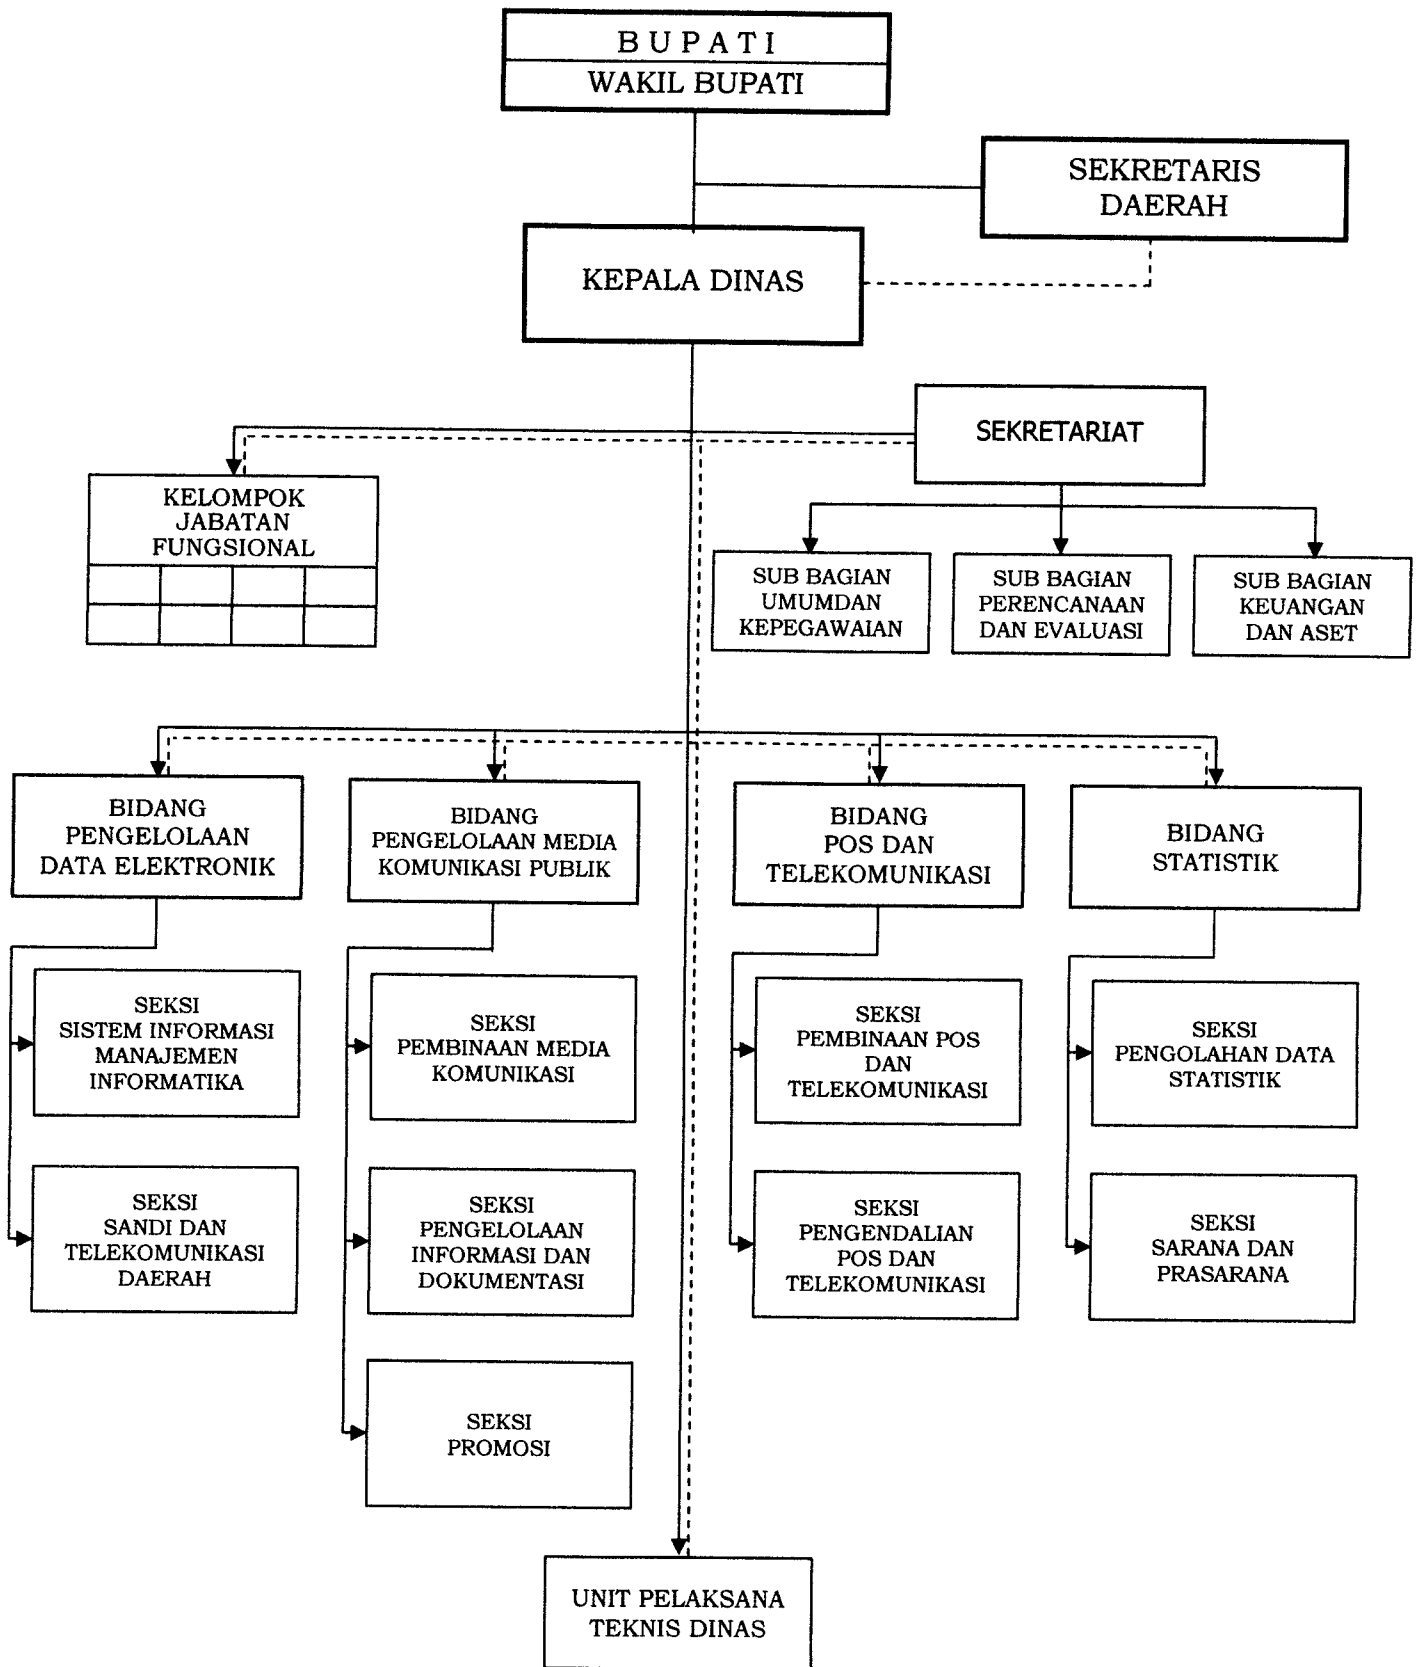 B U P A T I
WAKIL BUPATI
SEKRETARIS
DAERAH
KEPALA DINAS
SEKRETARIAT
KELOMPOK
JABATAN
FUNGSIONAL
SUB BAGIAN
UMUMDAN
KEPEGAWAIAN
SUB BAGIAN
PERENCANAAN
DAN EVALUASI
SUB BAGIAN
KEUANGAN
DAN ASET
BIDANG
PENGELOLAAN
DATA ELEKTRONIK
BIDANG
PENGELOLAAN MEDIA
KOMUNIKASI PUBLIK
BIDANG
POS DAN
TELEKOMUNIKASI
BIDANG
STATISTIK
SEKSI
SISTEM INFORMASI
MANAJEMEN
INFORMATIKA
SEKSI
PEMBINAAN MEDIA
KOMUNIKASI
SEKSI
PEMBINAAN POS
DAN
TELEKOMUNIKASI
SEKSI
PENGOLAHAN DATA
STATISTIK
SEKSI
SANDI DAN
TELEKOMUNIKASI
DAERAH
SEKSI
PENGELOLAAN
INFORMASI DAN
DOKUMENTASI
SEKSI
PENGENDALIAN
POS DAN
TELEKOMUNIKASI
SEKSI
SARANA DAN
PRASARANA
SEKSI
PROMOSI
UNIT PELAKSANA
TEKNIS DINAS